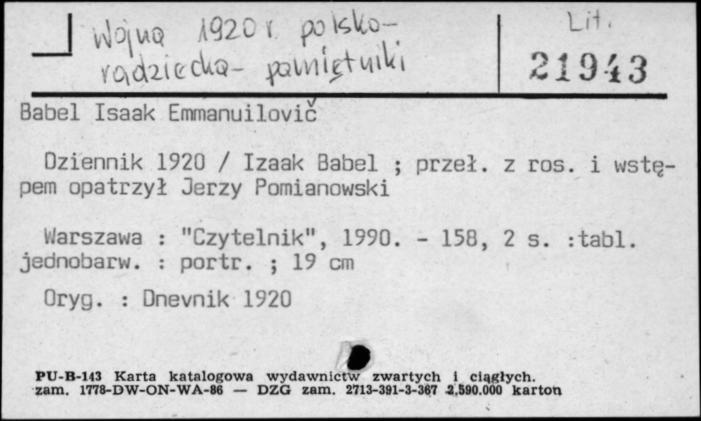 Wojna 1920 r. polsko-
radziecka - pamiętniki
Lit.
21943
Babel Isaak Emmanuilovič
Dziennik 1920 / Izaak Babel ; przeł. z ros. i wstę-
pem opatrzył Jerzy Pomianowski
Warszawa : "Czytelnik", 1990. - 158, 2 s. :tabl.
jednobarw. : portr. ; 19 cm
Oryg. : Dnevnik 1920
PU-B-143 Karta katalogowa wydawnictw zwartych i ciągłych.
zam. 1778-DW-ON-WA-86 — DZG zam. 2713-391-3-367 2.590.000 karton